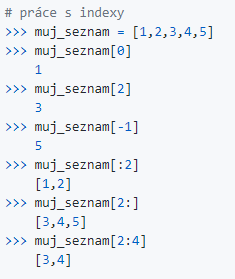 # práce s indexy
>>> muj_seznam = [1,2,3,4,5]
>>> muj_seznam[0]
1
>>> muj_seznam[2]
3
>>> muj_seznam[-1]
5
>>> muj_seznam[:2]
[1,2]
>>> muj_seznam[2:]
[3,4,5]
>>> muj_seznam[2:4]
[3,4]